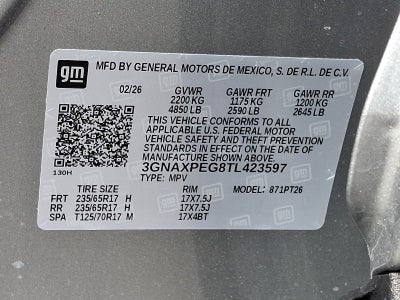 gm MFD BY GENERAL MOTORS DE MEXICO, S. DE R.L. DE C.V.
02/26 GVWR GAWR FRT GAWR RR
2200 KG 1175 KG 1200 KG
4850 LB 2590 LB 2645 LB
THIS VEHICLE CONFORMS TO ALL
APPLICABLE U.S. FEDERAL MOTOR
VEHICLE SAFETY AND THEFT PREVENTION
STANDARDS IN EFFECT ON THE DATE OF
MANUFACTURE SHOWN ABOVE.
3GNAXPEG8TL423597
130H TYPE: MPV
TIRE SIZE RIM MODEL: 871PT26
FRT 235/65R17 H 17X7.5J
RR 235/65R17 H 17X7.5J
SPA T125/70R17 M 17X4BT